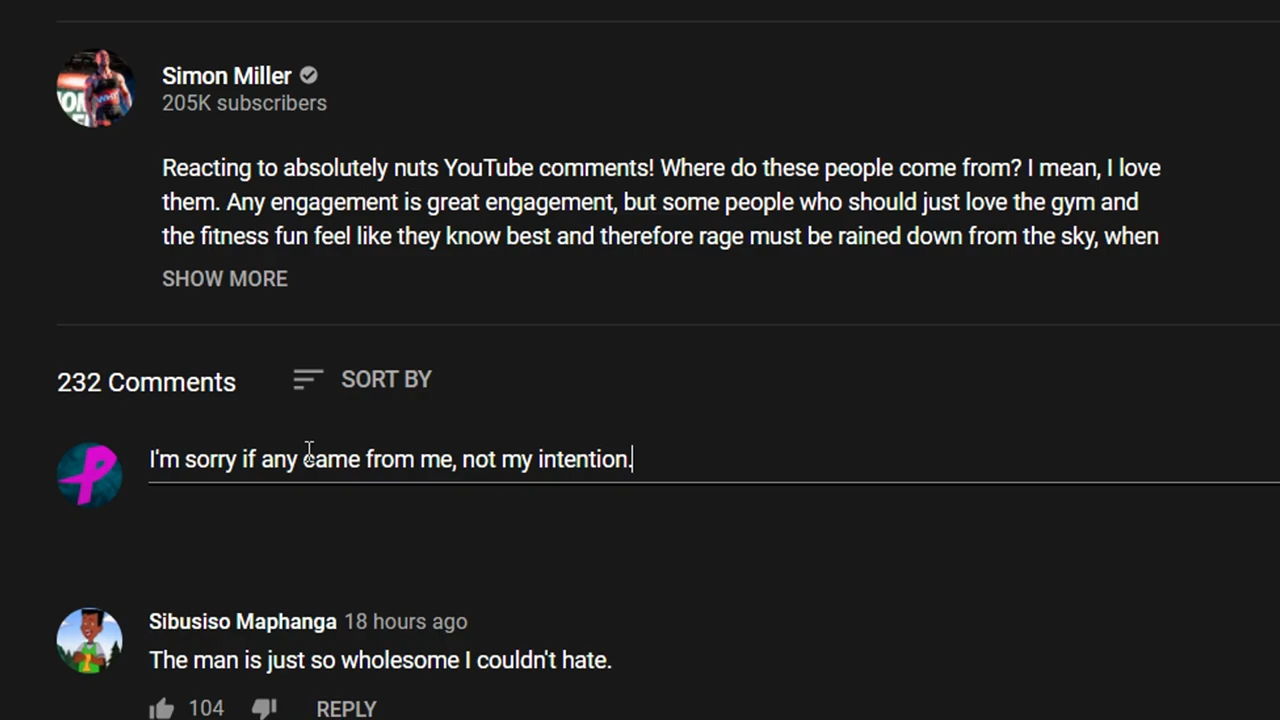 Simon Miller
205K subscribers
Reacting to absolutely nuts YouTube comments! Where do these people come from? I mean, I love
them. Any engagement is great engagement, but some people who should just love the gym and
the fitness fun feel like they know best and therefore rage must be rained down from the sky, when
SHOW MORE
232 Comments
SORT BY
I'm sorry if any came from me, not my intention.
Sibusiso Maphanga 18 hours ago
The man is just so wholesome I couldn't hate.
104
REPLY